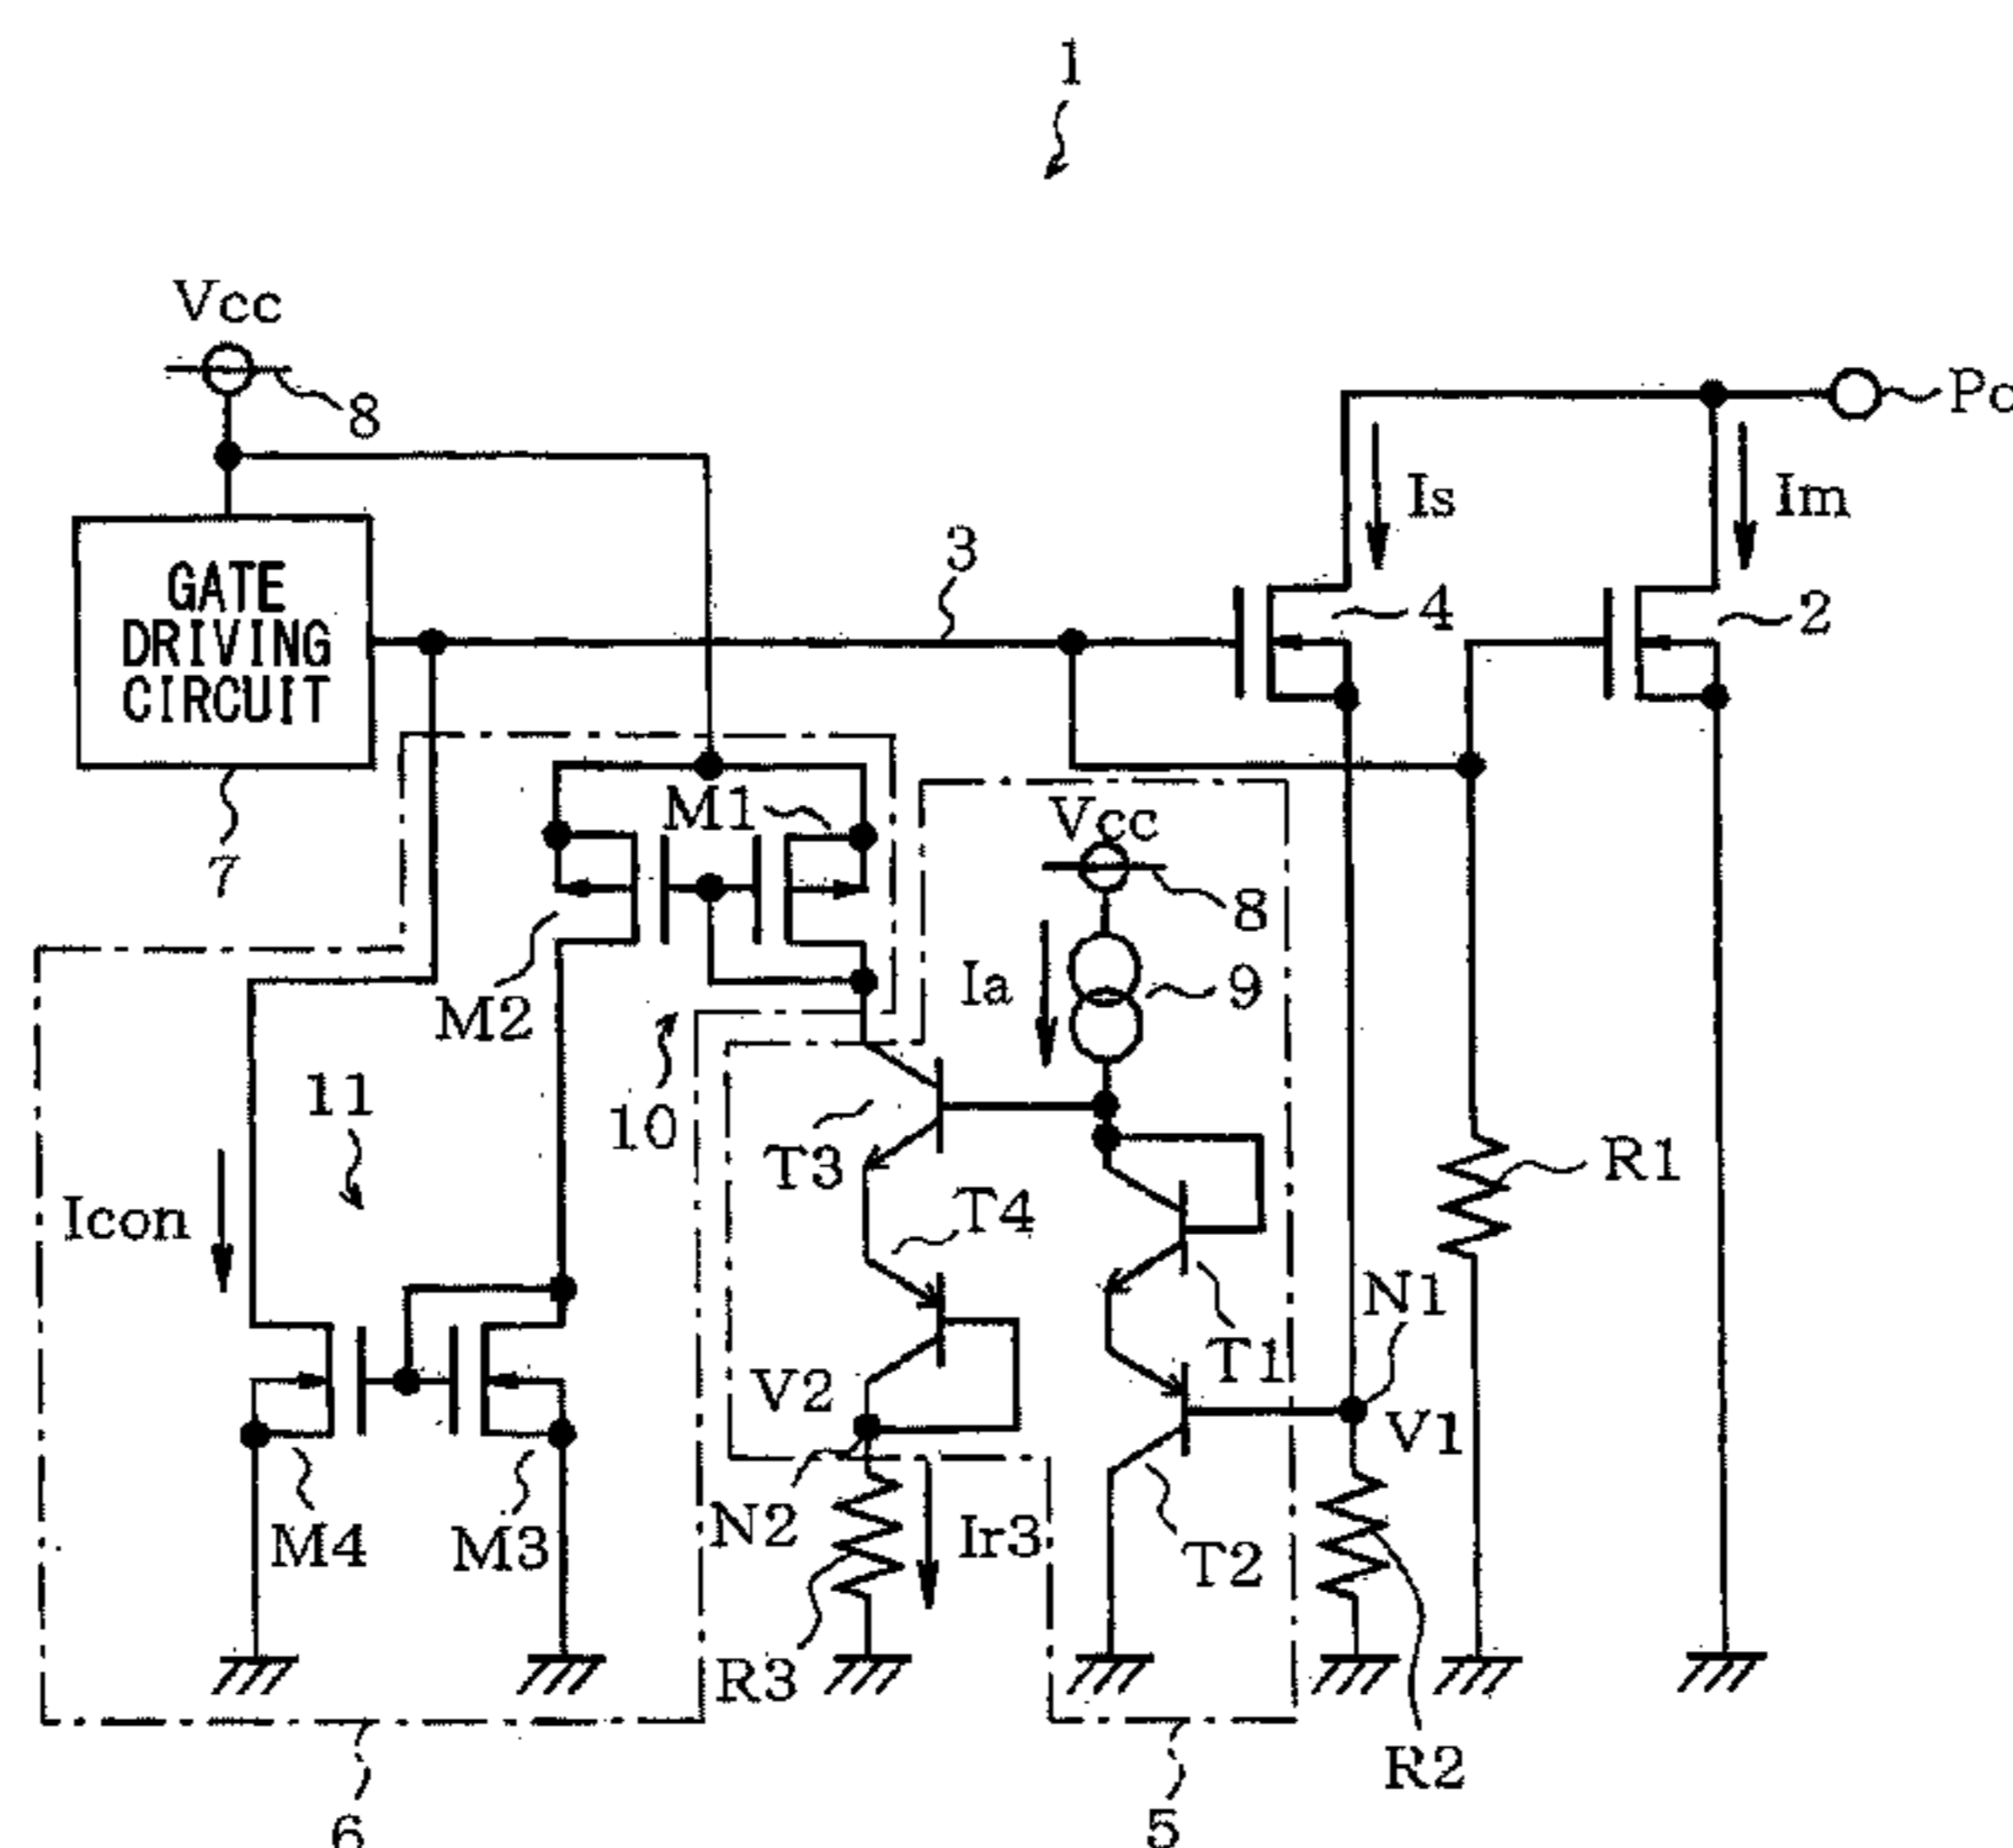 1
Vcc
8
Is
Im
GATE
DRIVING
CIRCUIT
3
4
2
7
M1
Vcc
8
M2
Ia
9
11
10
T3
R1
Icon
T4
N1
T1
V2
V1
N2
Ir3
M4
M3
T2
R3
R2
6
5